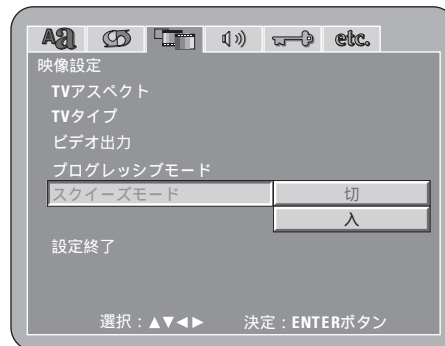 Aa etc.
映像設定
TVアスペクト
TVタイプ
ビデオ出力
プログレッシブモード
スクイーズモード 切
入
設定終了
選択：▲▼◀▶ 決定：ENTERボタン